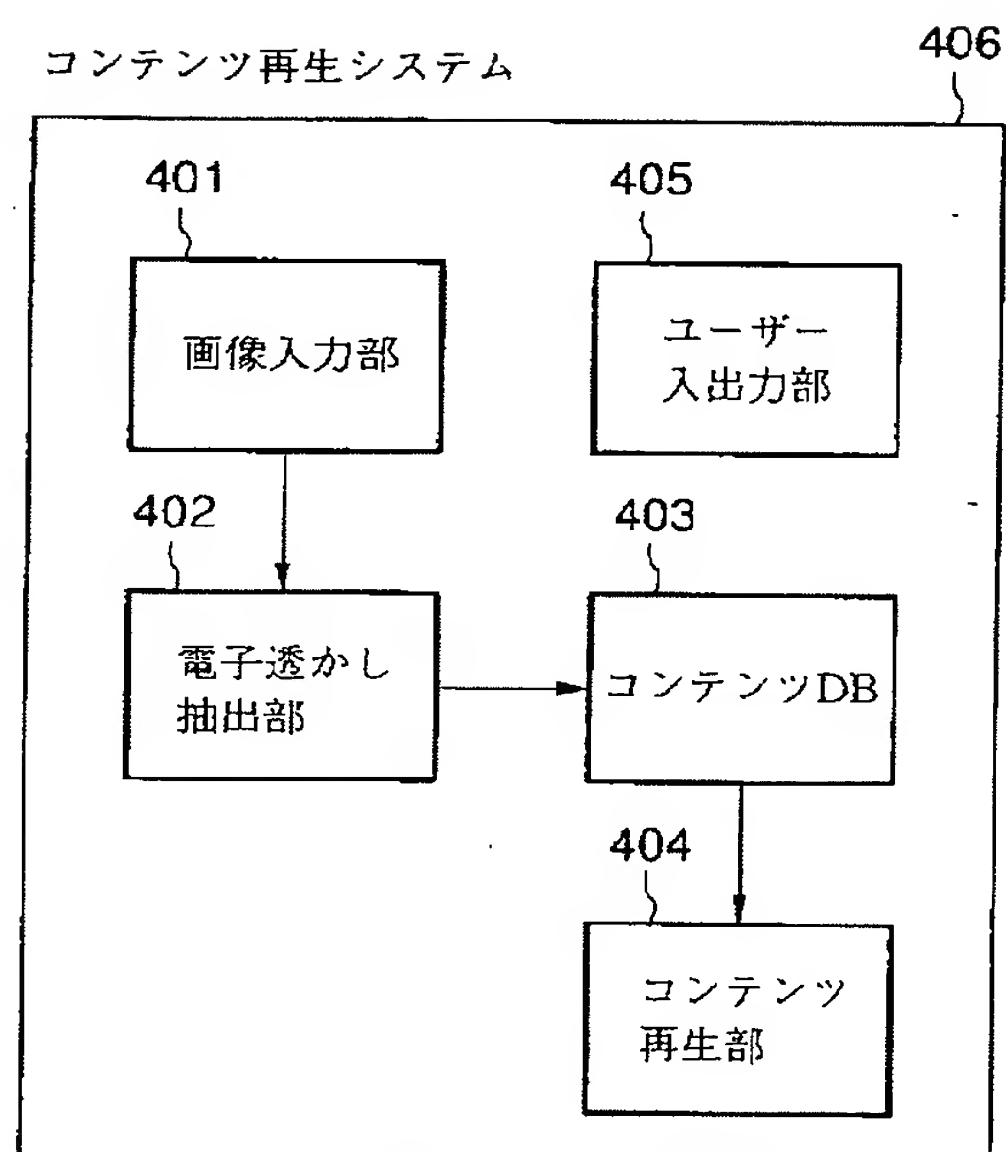 コンテンツ再生システム
406
401
画像入力部
405
ユーザー
入出力部
402
電子透かし
抽出部
403
コンテンツDB
404
コンテンツ
再生部